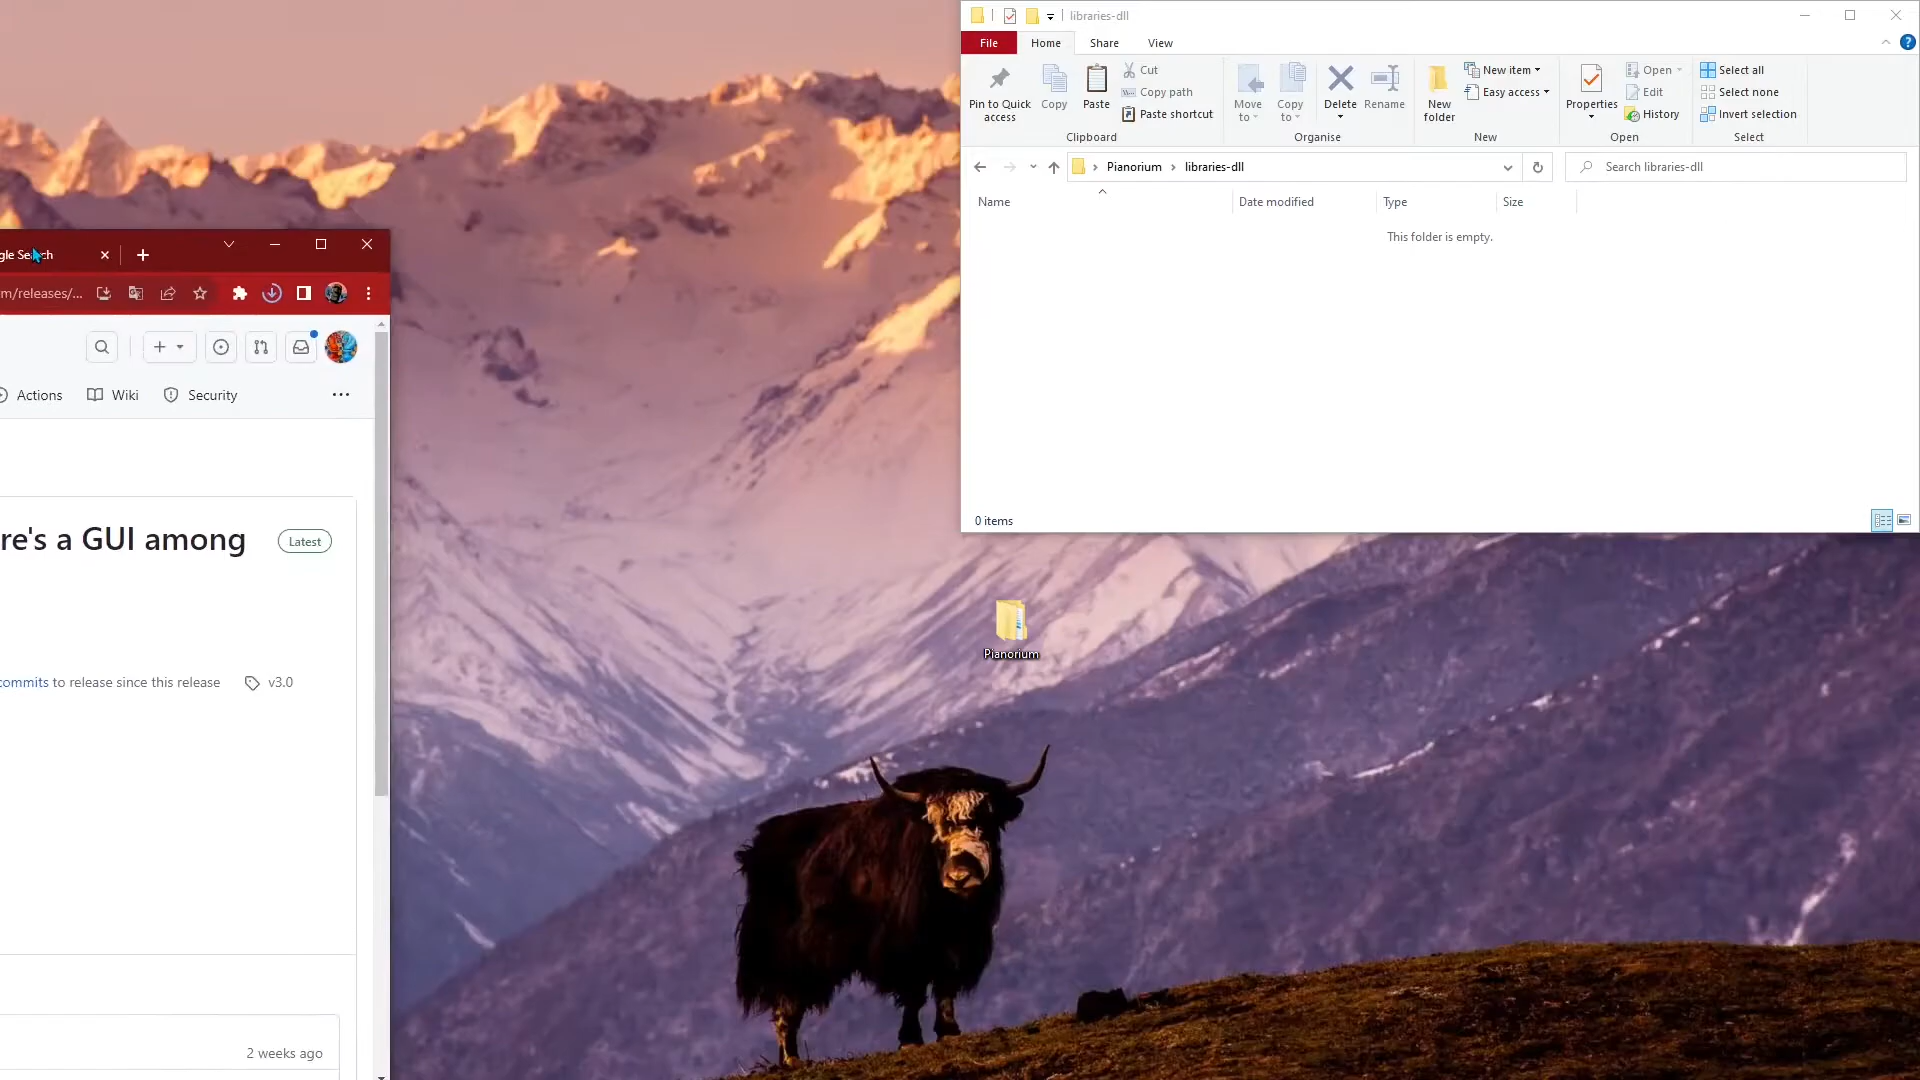 libraries-dll
File
Home
Share
View
Pin to Quick access
Copy
Paste
Cut
Copy path
Paste shortcut
Clipboard
Move to
Copy to
Delete
Rename
Organise
New folder
New item
Easy access
New
Properties
Open
Edit
History
Open
Select all
Select none
Invert selection
Select
Pianorium
libraries-dll
Search libraries-dll
Name
Date modified
Type
Size
This folder is empty.
0 items
gle Search
m/releases/...
Actions
Wiki
Security
re's a GUI among
Latest
commits to release since this release
v3.0
2 weeks ago
Pianorium